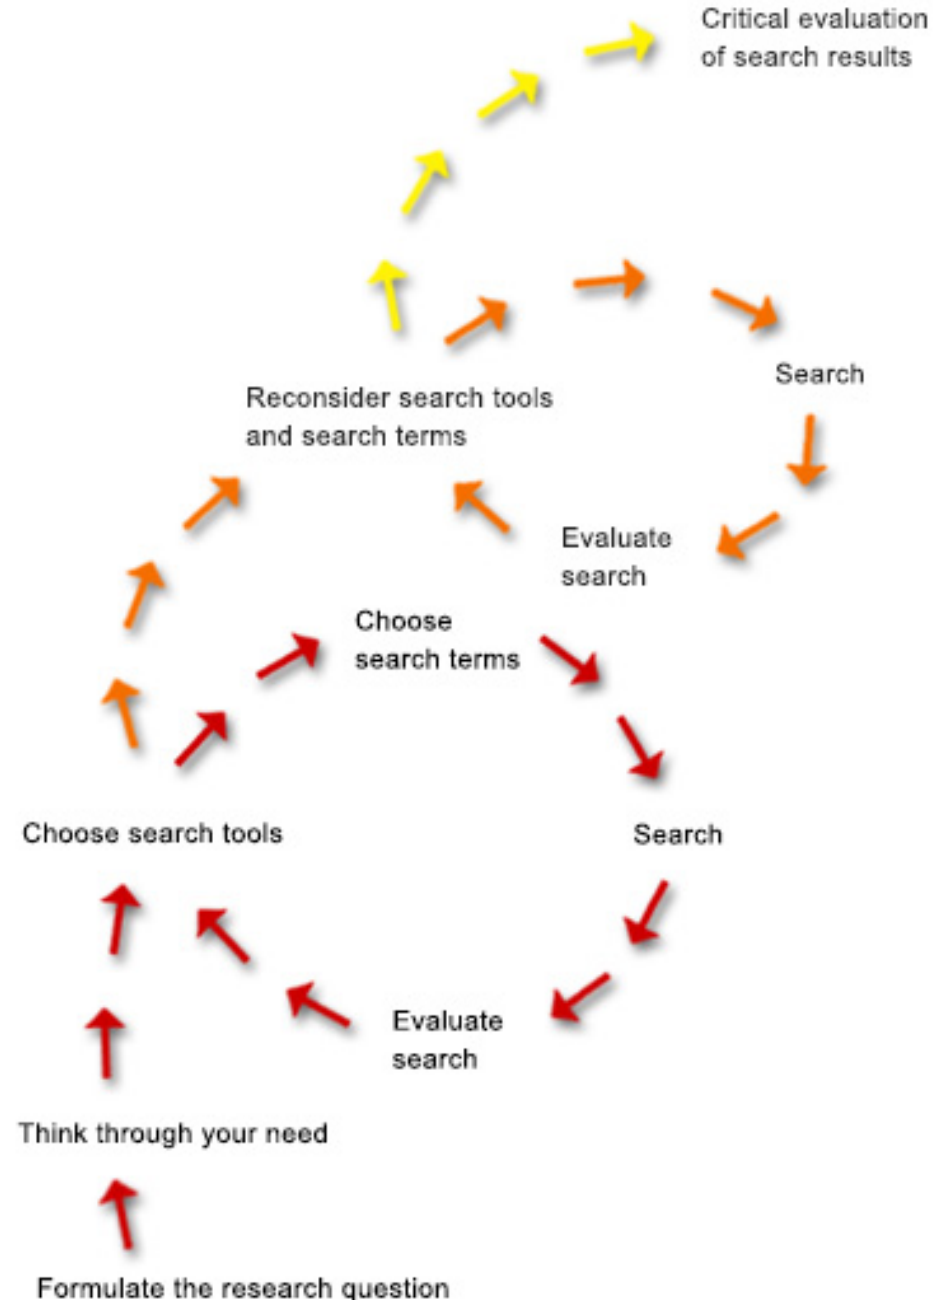 Critical evaluation
of search results
Search
Reconsider search tools
and search terms
Evaluate
search
Choose
search terms
Choose search tools
Search
Evaluate
search
Think through your need
Formulate the research question